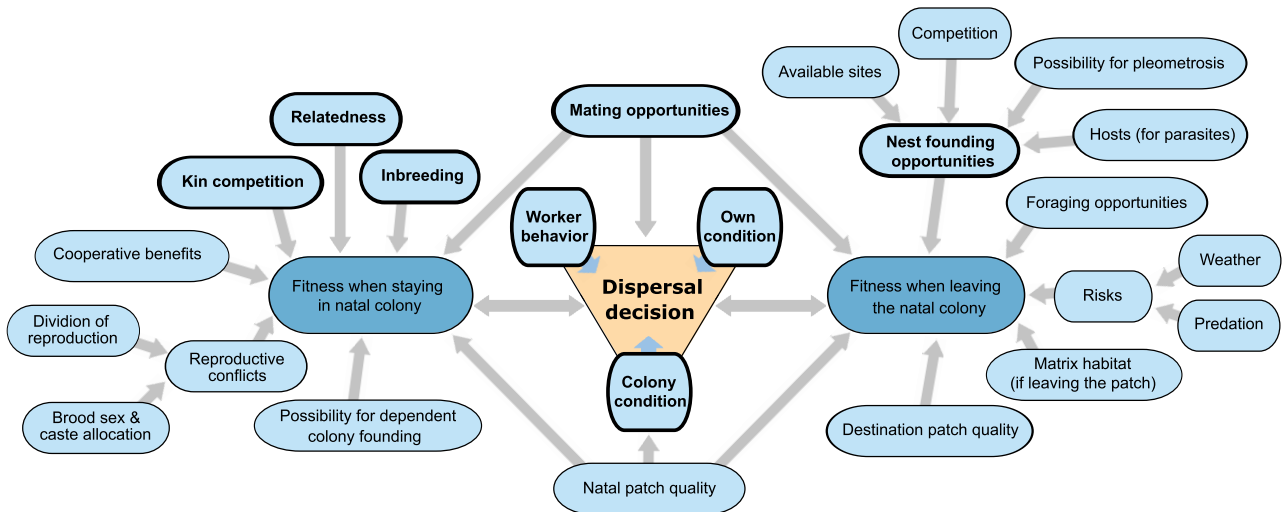 Competition
Available sites
Possibility for pleometrosis
Mating opportunities
Relatedness
Hosts (for parasites)
Nest founding
opportunities
Inbreeding
Kin competition
Foraging opportunities
Worker
behavior
Own
condition
Cooperative benefits
Weather
Fitness when staying
in natal colony
Dispersal
decision
Fitness when leaving
the natal colony
Risks
Dividion of
reproduction
Predation
Reproductive
conflicts
Matrix habitat
(if leaving the patch)
Colony
condition
Brood sex &
caste allocation
Possibility for dependent
colony founding
Destination patch quality
Natal patch quality